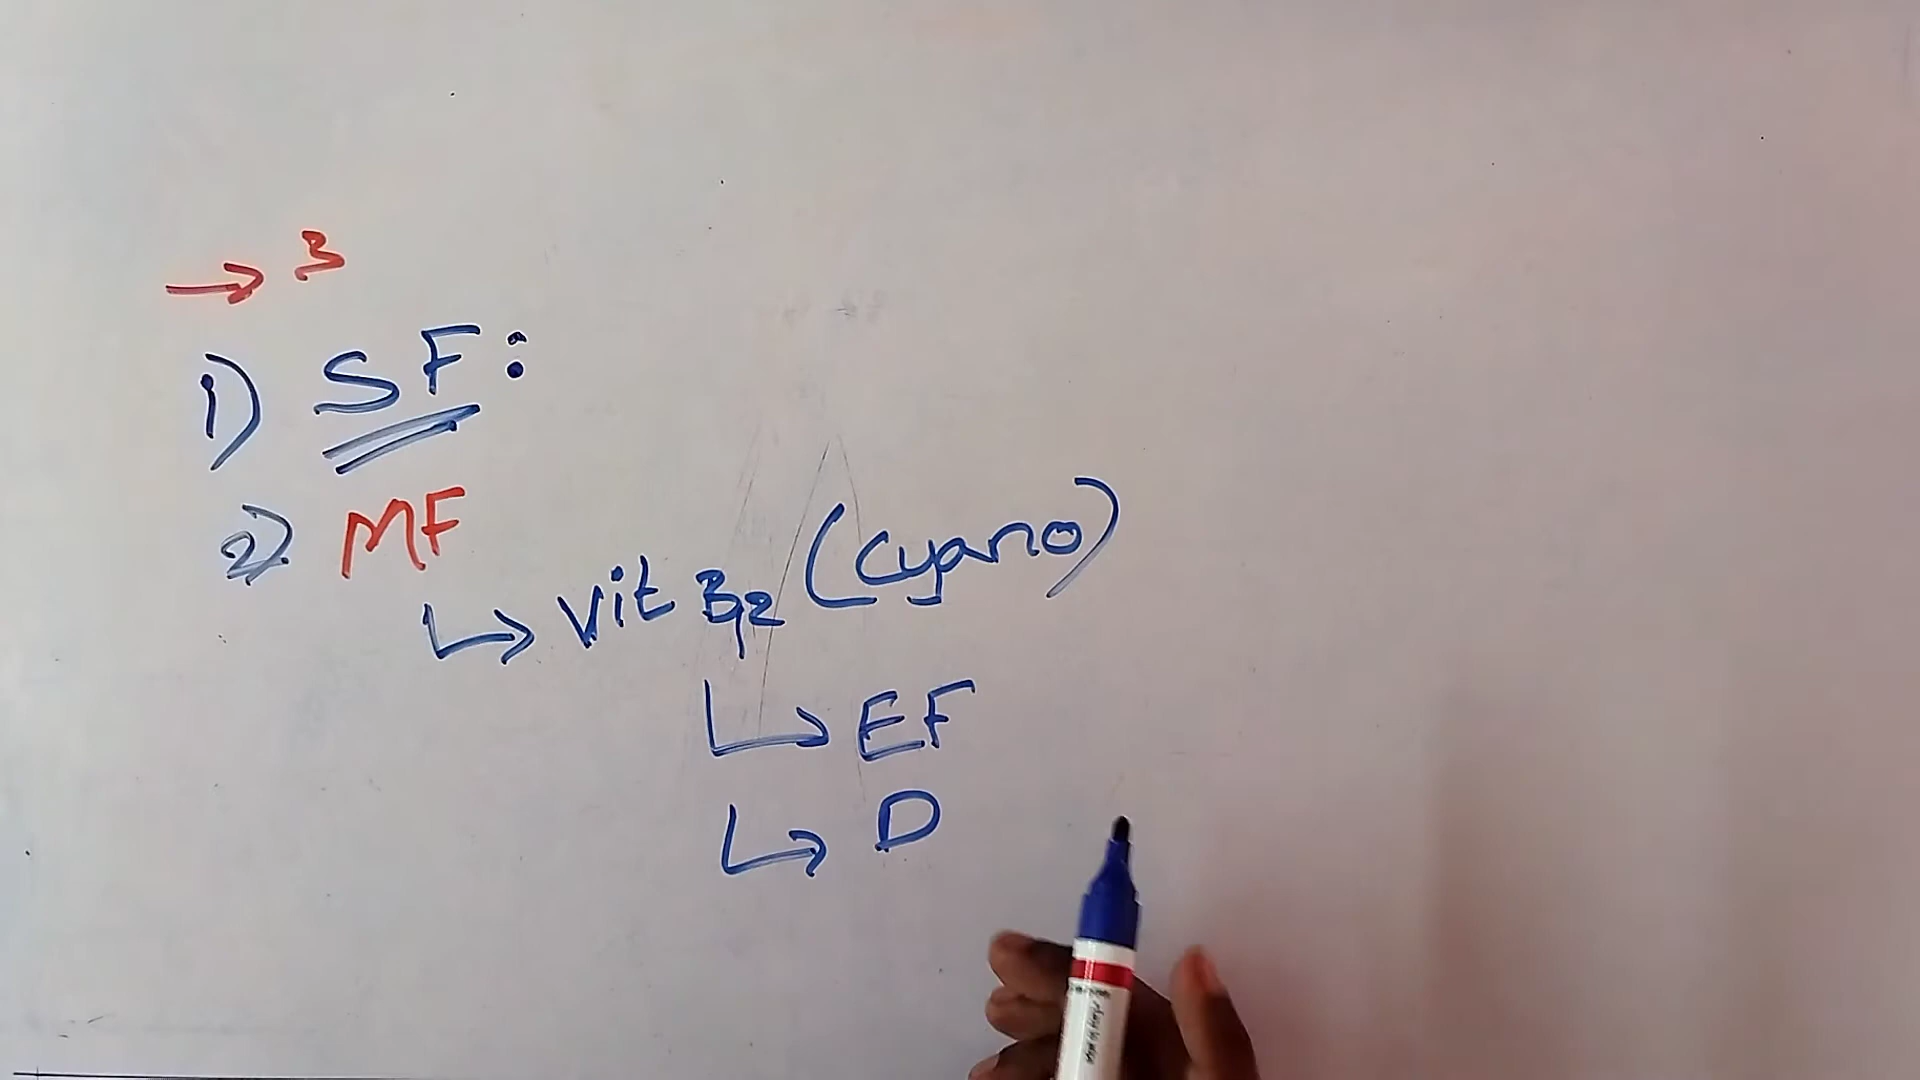 → 3
1) SF:
2) MF
↳ Vit B12 (Cyano)
↳ EF
↳ D